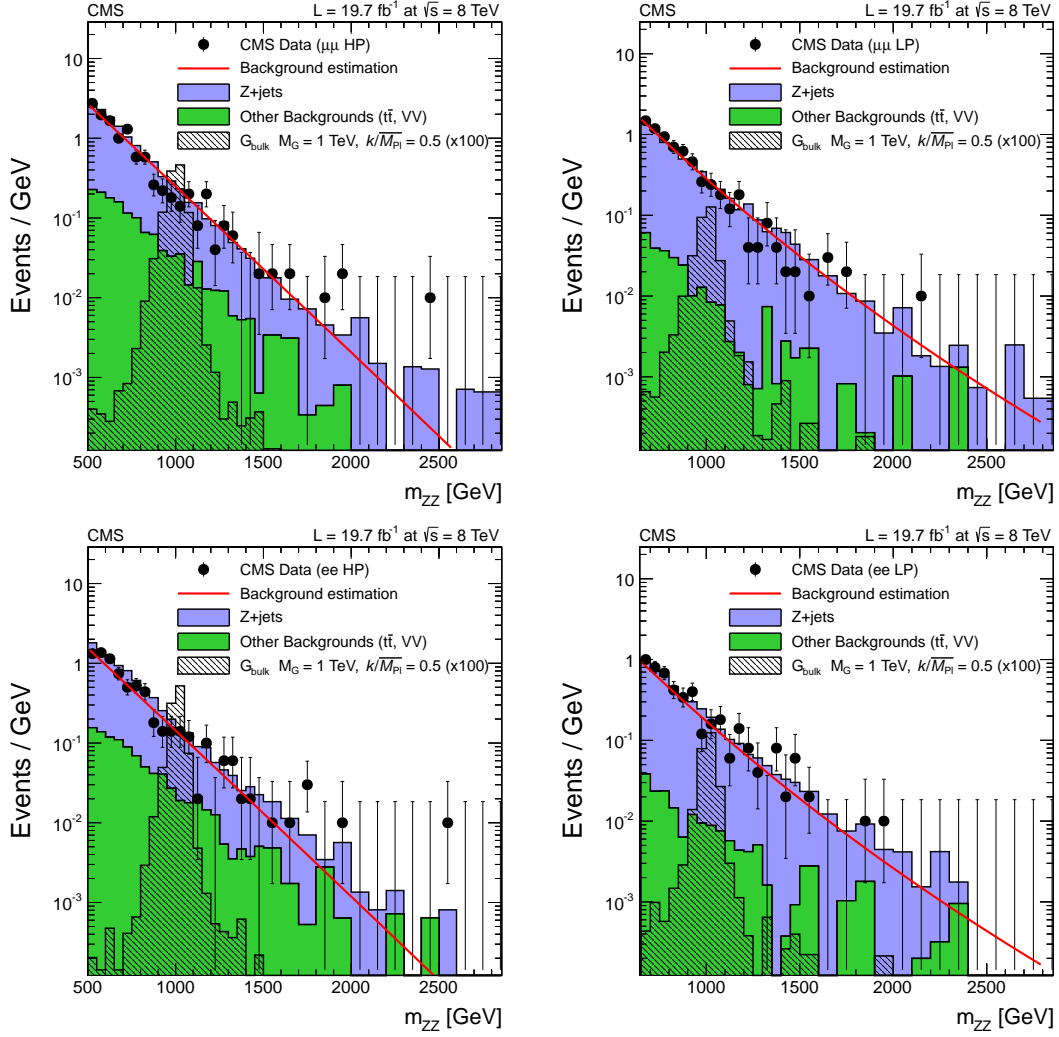 CMS L = 19.7 fb⁻¹ at √s = 8 TeV
CMS Data (μμ HP)
Background estimation
Z+jets
Other Backgrounds (tt̄, VV)
G_bulk M_G = 1 TeV, k/M̅_Pl = 0.5 (x100)
Events / GeV
10
1
10⁻¹
10⁻²
10⁻³
500 1000 1500 2000 2500
m_ZZ [GeV]
CMS L = 19.7 fb⁻¹ at √s = 8 TeV
CMS Data (μμ LP)
Background estimation
Z+jets
Other Backgrounds (tt̄, VV)
G_bulk M_G = 1 TeV, k/M̅_Pl = 0.5 (x100)
Events / GeV
10
1
10⁻¹
10⁻²
10⁻³
1000 1500 2000 2500
m_ZZ [GeV]
CMS L = 19.7 fb⁻¹ at √s = 8 TeV
CMS Data (ee HP)
Background estimation
Z+jets
Other Backgrounds (tt̄, VV)
G_bulk M_G = 1 TeV, k/M̅_Pl = 0.5 (x100)
Events / GeV
10
1
10⁻¹
10⁻²
10⁻³
500 1000 1500 2000 2500
m_ZZ [GeV]
CMS L = 19.7 fb⁻¹ at √s = 8 TeV
CMS Data (ee LP)
Background estimation
Z+jets
Other Backgrounds (tt̄, VV)
G_bulk M_G = 1 TeV, k/M̅_Pl = 0.5 (x100)
Events / GeV
10
1
10⁻¹
10⁻²
10⁻³
1000 1500 2000 2500
m_ZZ [GeV]